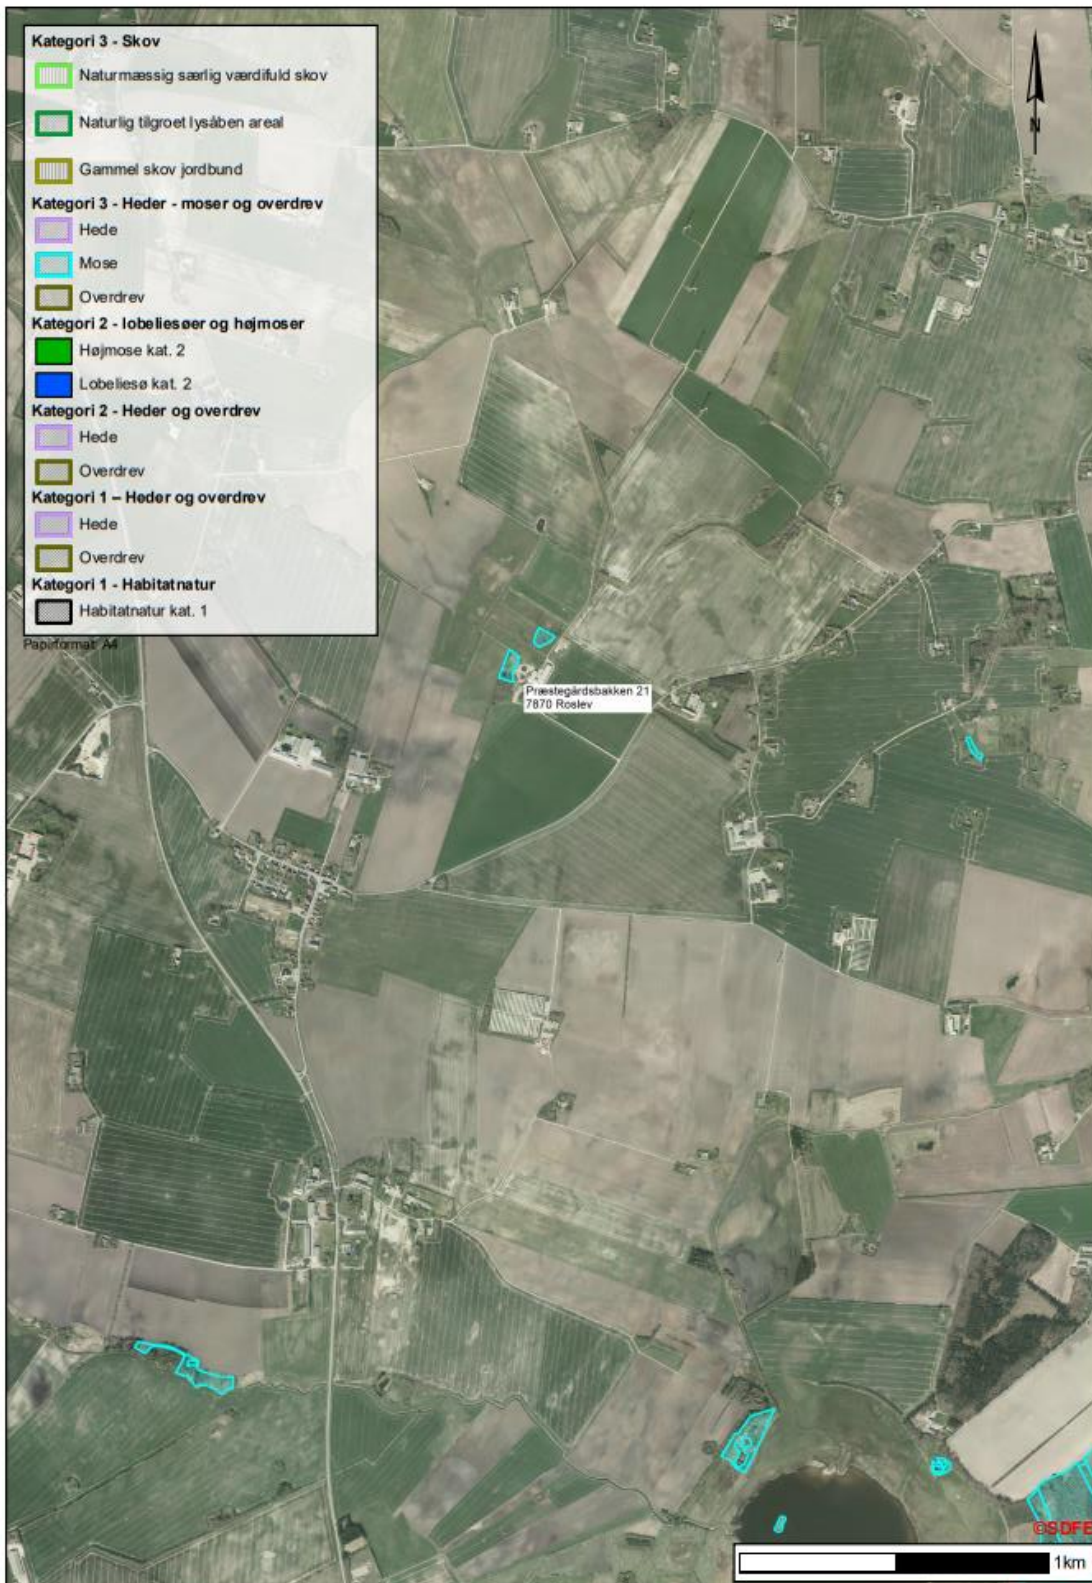 Kategori 3 - Skov
Naturmæssig særlig værdifuld skov
Naturlig tilgroet lysåben areal
Gammel skov jordbund
Kategori 3 - Heder - moser og overdrev
Hede
Mose
Overdrev
Kategori 2 - lobeliesøer og højmoser
Højmose kat. 2
Lobeliesø kat. 2
Kategori 2 - Heder og overdrev
Hede
Overdrev
Kategori 1 – Heder og overdrev
Hede
Overdrev
Kategori 1 - Habitatnatur
Habitatnatur kat. 1
Papirformat: A4
N
Præstegårdsbakken 21
7870 Roslev
©SDFE
1km